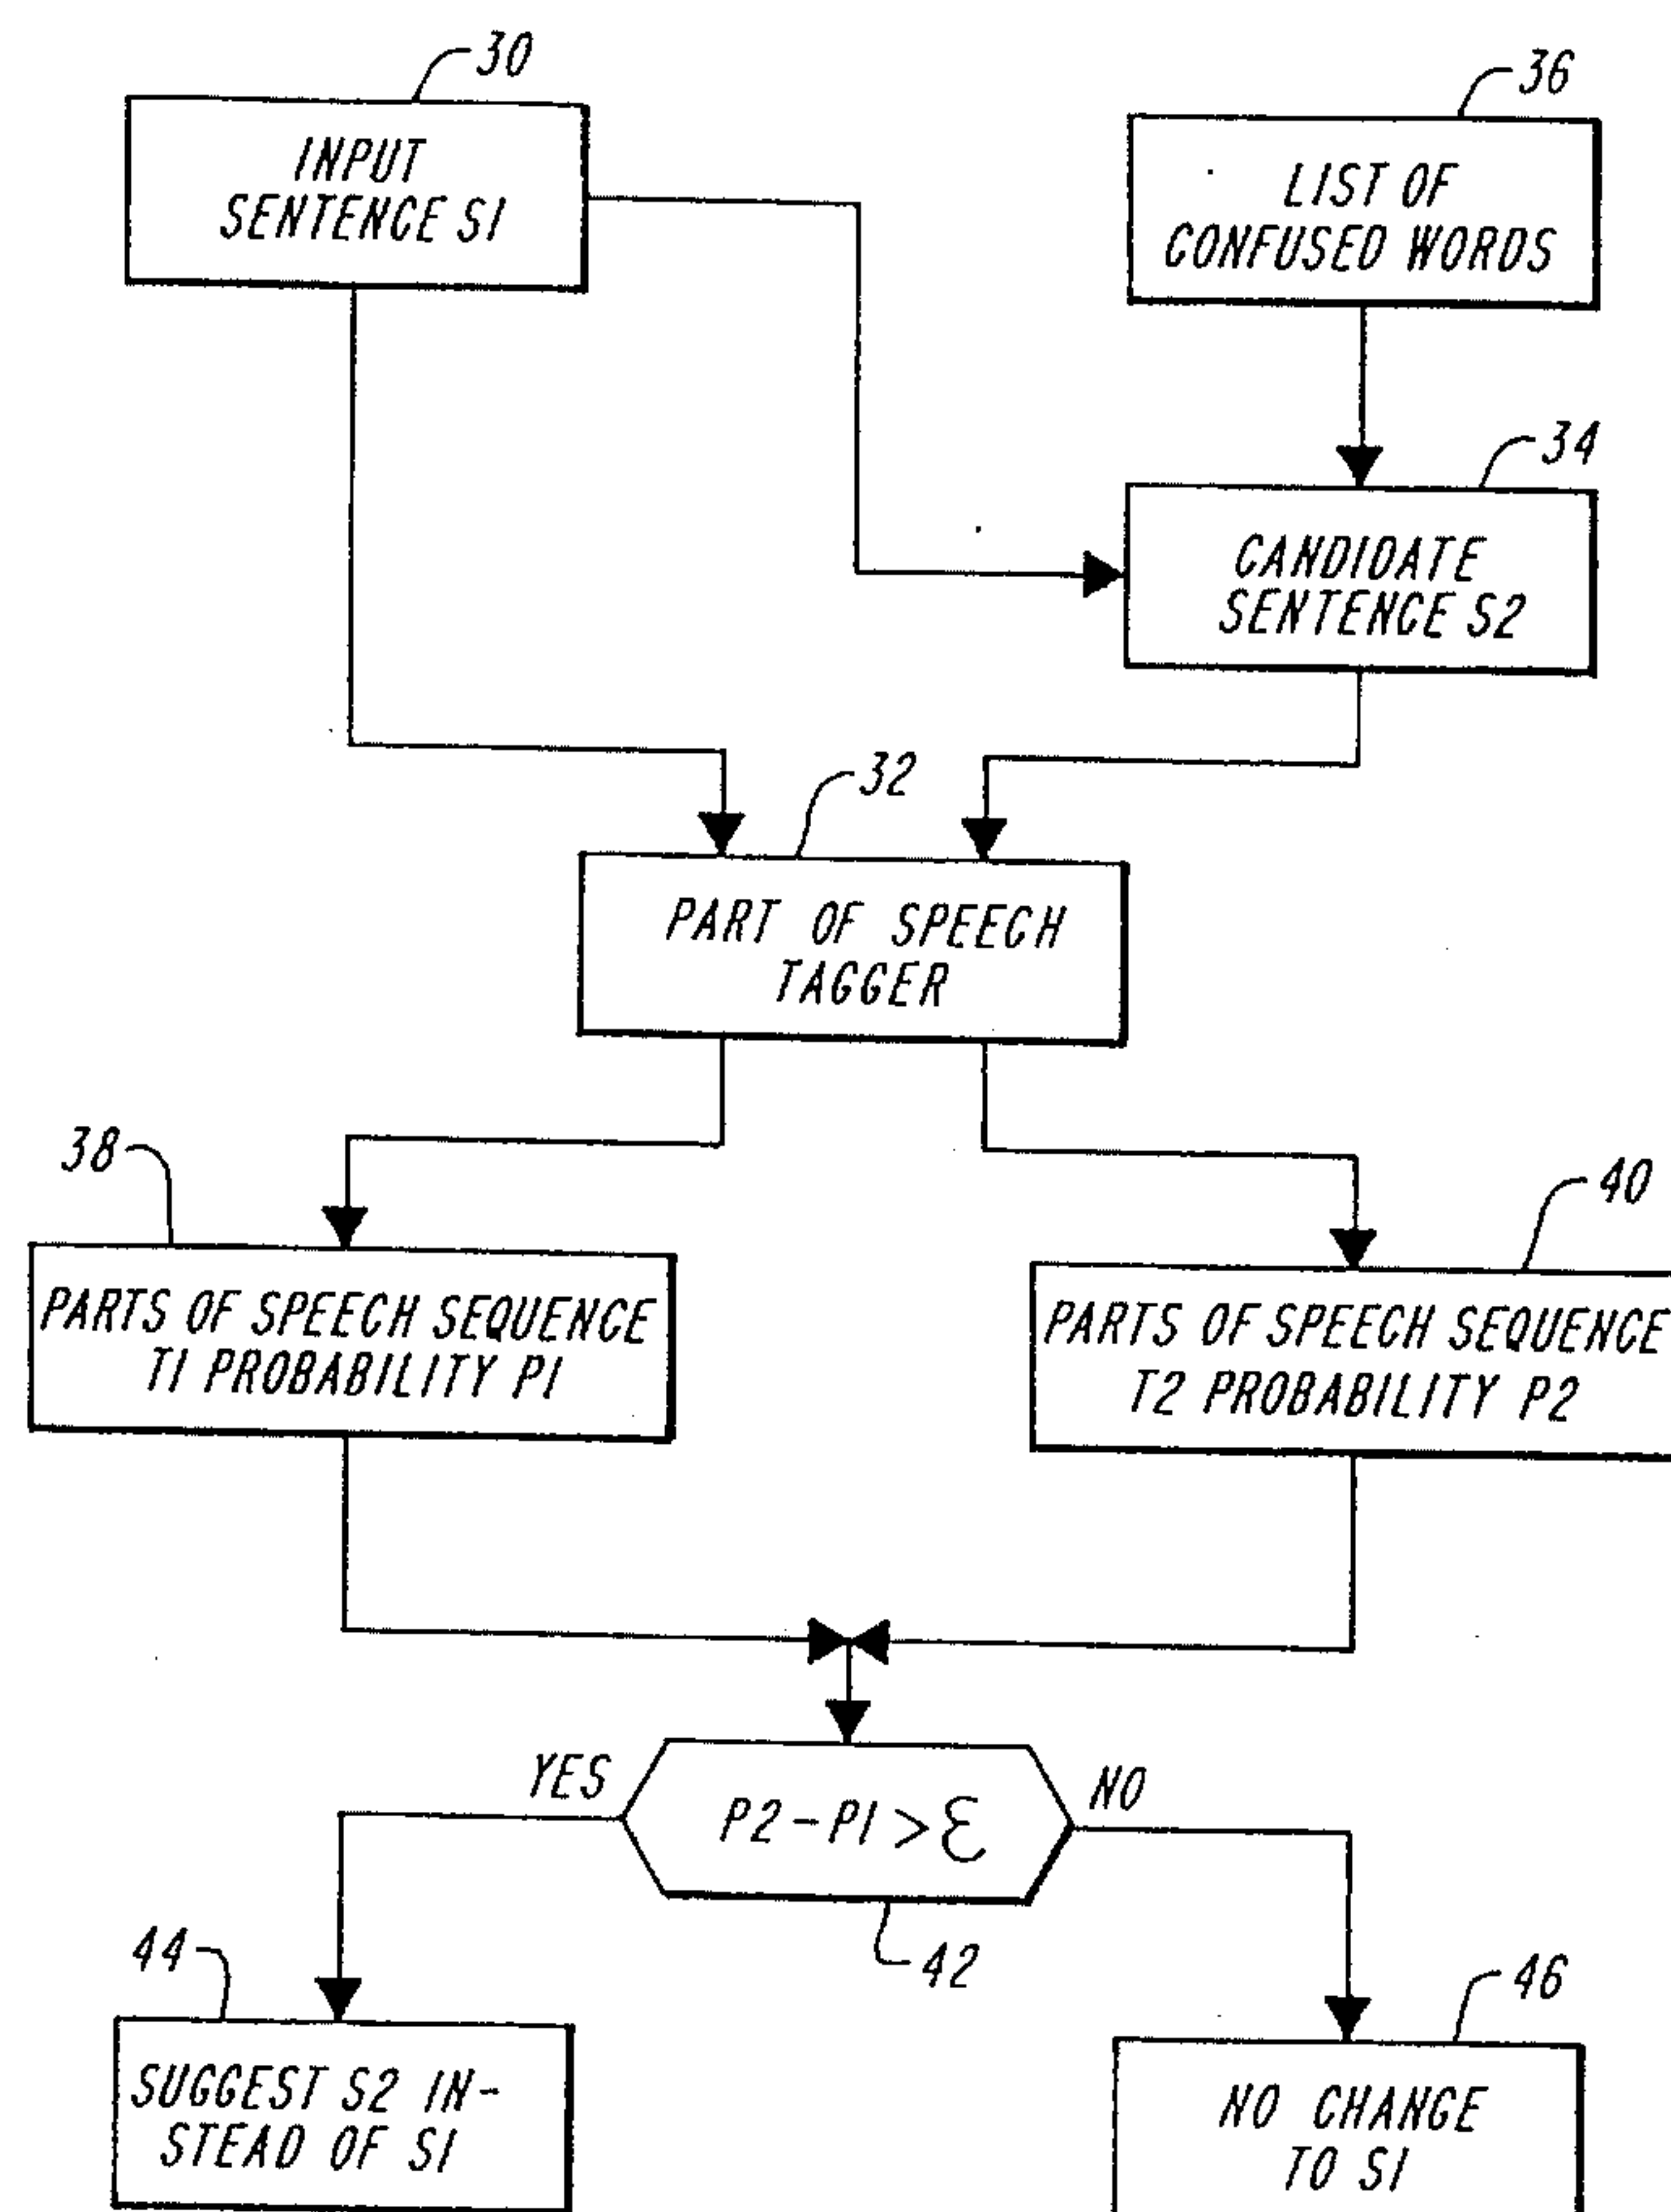 30
INPUT
SENTENCE S1
36
LIST OF
CONFUSED WORDS
34
CANDIDATE
SENTENCE S2
32
PART OF SPEECH
TAGGER
38
PARTS OF SPEECH SEQUENCE
T1 PROBABILITY P1
40
PARTS OF SPEECH SEQUENCE
T2 PROBABILITY P2
YES
P2-P1>ε
NO
42
44
SUGGEST S2 IN-
STEAD OF S1
46
NO CHANGE
TO S1